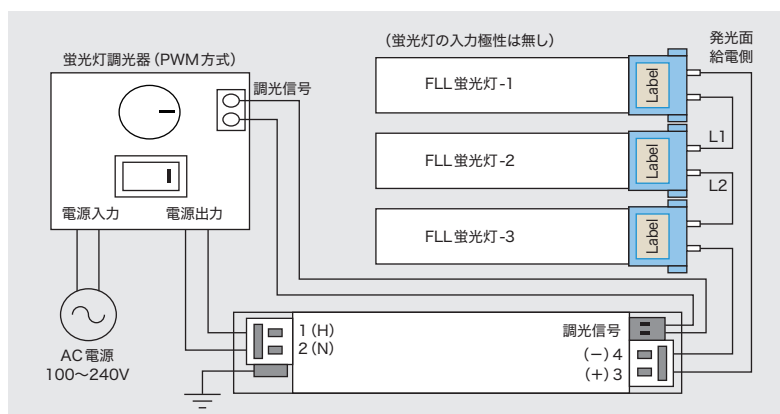 蛍光灯調光器(PWM方式)
調光信号
電源入力
電源出力
AC電源
100〜240V
(蛍光灯の入力極性は無し)
発光面
給電側
FLL蛍光灯-1
Label
L1
FLL蛍光灯-2
Label
L2
FLL蛍光灯-3
Label
1(H)
2(N)
調光信号
(−)4
(+)3